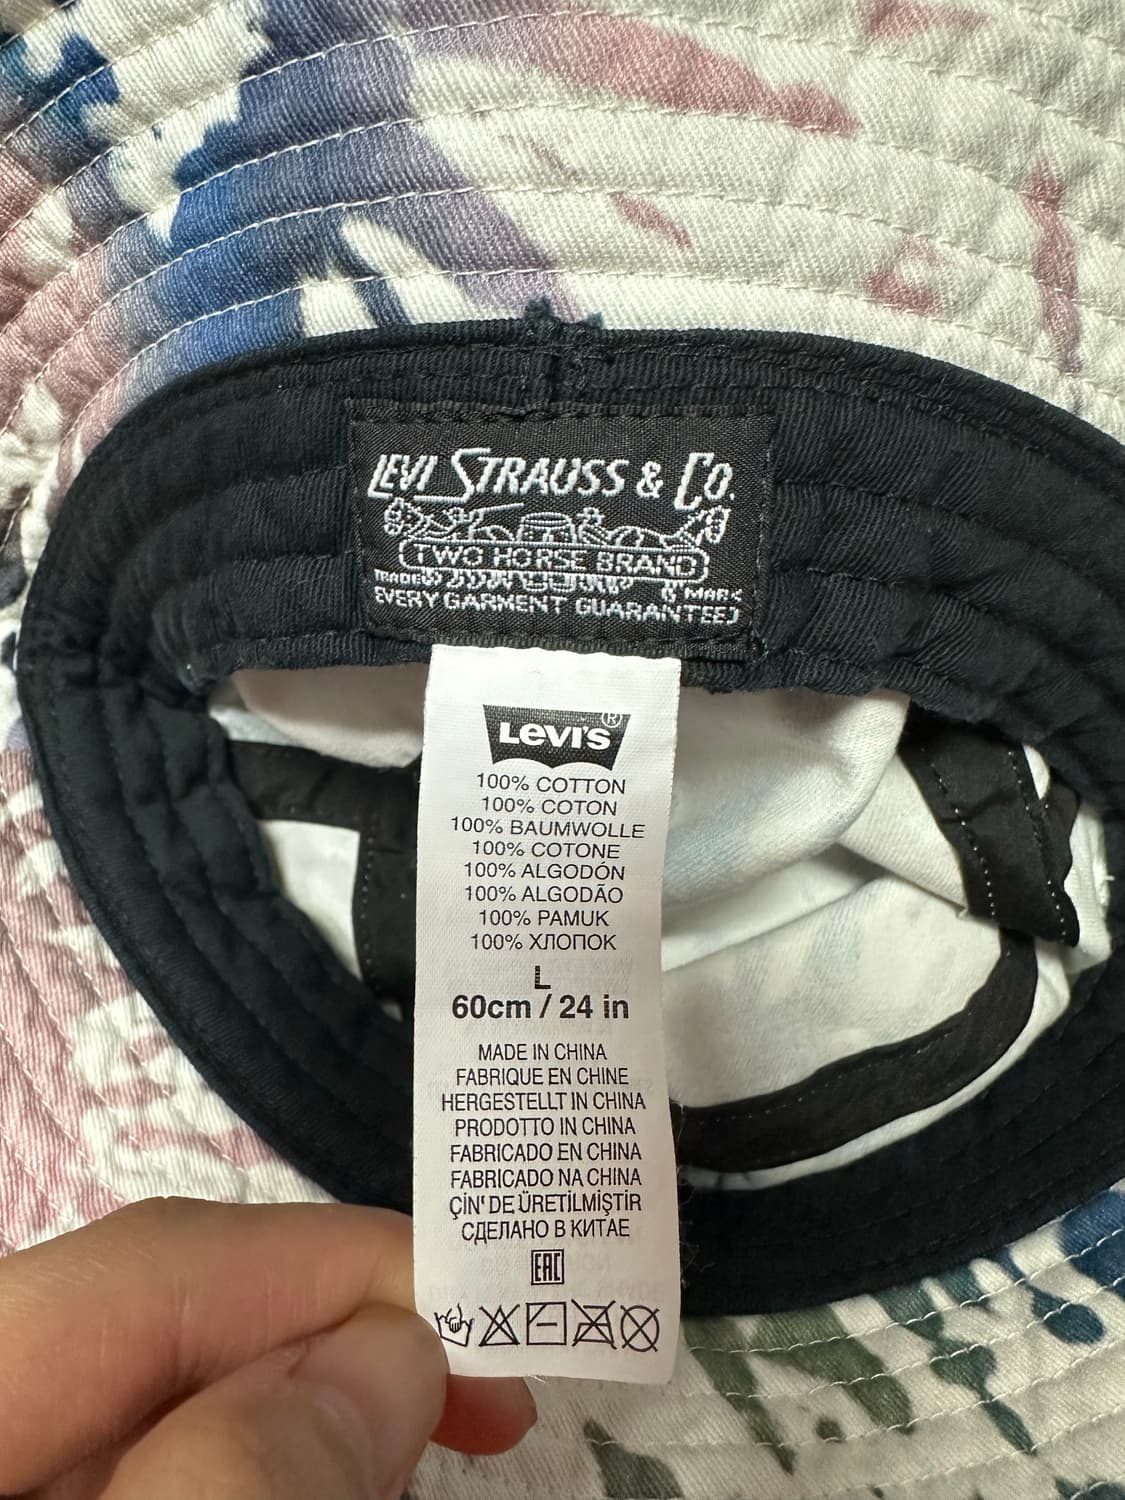 LEVI STRAUSS & CO.
TWO HORSE BRAND
TRADE MARK
EVERY GARMENT GUARANTEED
LEVI'S ®
100% COTTON
100% COTON
100% BAUMWOLLE
100% COTONE
100% ALGODÓN
100% ALGODÃO
100% PAMUK
100% ХЛОПОК
L
60cm / 24 in
MADE IN CHINA
FABRIQUE EN CHINE
HERGESTELLT IN CHINA
PRODOTTO IN CHINA
FABRICADO EN CHINA
FABRICADO NA CHINA
ÇİN' DE ÜRETİLMİŞTİR
СДЕЛАНО В КИТАЕ
EAC